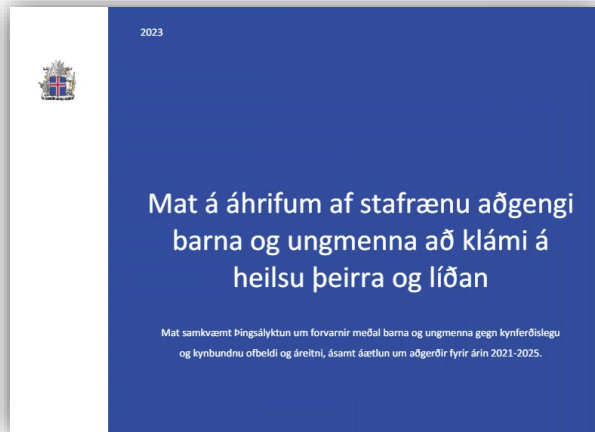 2023
Mat á áhrifum af stafrænu aðgengi
barna og ungmenna að klámi á
heilsu þeirra og líðan
Mat samkvæmt Þingsályktun um forvarnir meðal barna og ungmenna gegn kynferðislegu
og kynbundnu ofbeldi og áreitni, ásamt áætlun um aðgerðir fyrir árin 2021-2025.